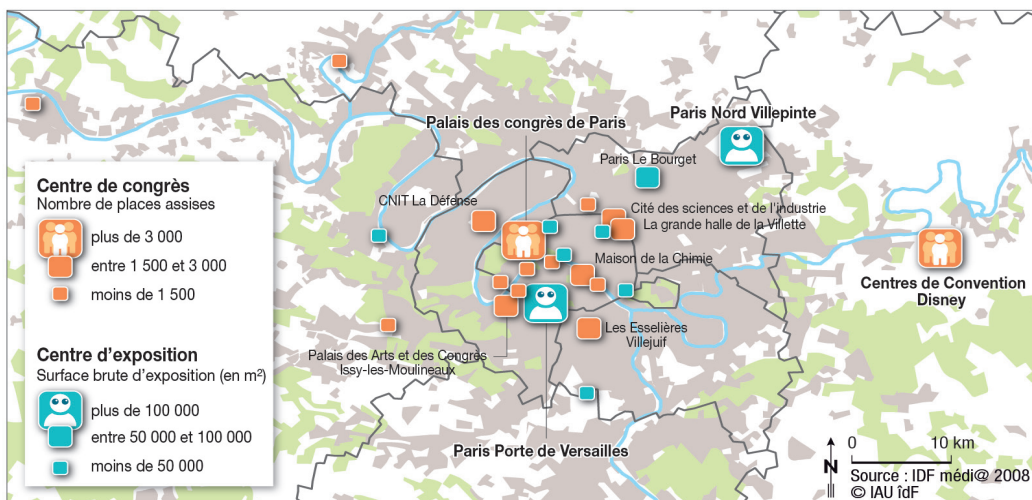 Palais des congrès de Paris
Paris Nord Villepinte
Paris Le Bourget
CNIT La Défense
Cité des sciences et de l'industrie
La grande halle de la Villette
Maison de la Chimie
Centres de Convention
Disney
Les Esselières
Villejuif
Palais des Arts et des Congrès
Issy-les-Moulineaux
Paris Porte de Versailles
Centre de congrès
Nombre de places assises
plus de 3 000
entre 1 500 et 3 000
moins de 1 500
Centre d'exposition
Surface brute d'exposition (en m²)
plus de 100 000
entre 50 000 et 100 000
moins de 50 000
N
0 10 km
Source : IDF médi@ 2008
© IAU îdF